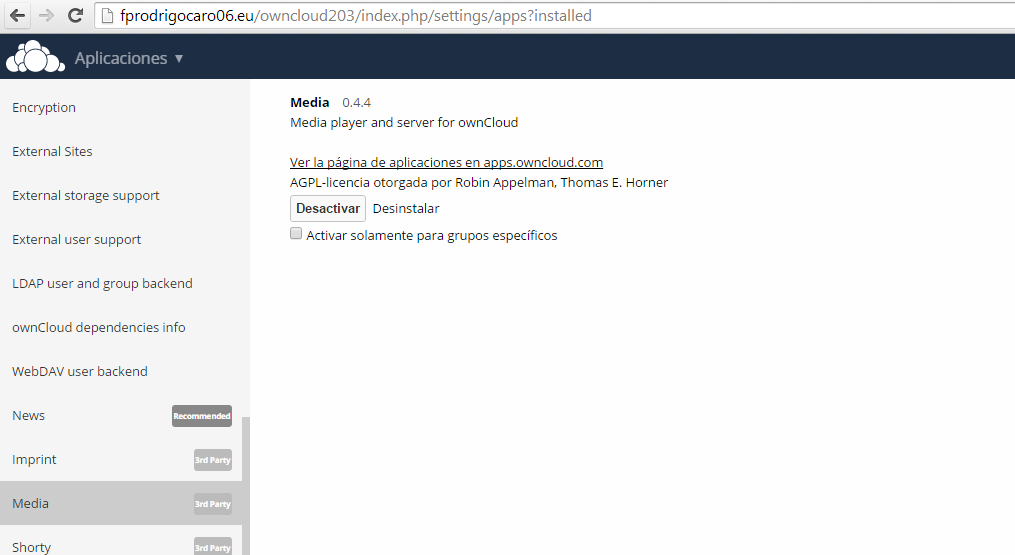 fprodrigocaro06.eu/owncloud203/index.php/settings/apps?installed
Aplicaciones ▼
Encryption
External Sites
External storage support
External user support
LDAP user and group backend
ownCloud dependencies info
WebDAV user backend
News Recommended
Imprint 3rd Party
Media 3rd Party
Shorty 3rd Party
Media 0.4.4
Media player and server for ownCloud
Ver la página de aplicaciones en apps.owncloud.com
AGPL-licencia otorgada por Robin Appelman, Thomas E. Horner
Desactivar Desinstalar
Activar solamente para grupos específicos